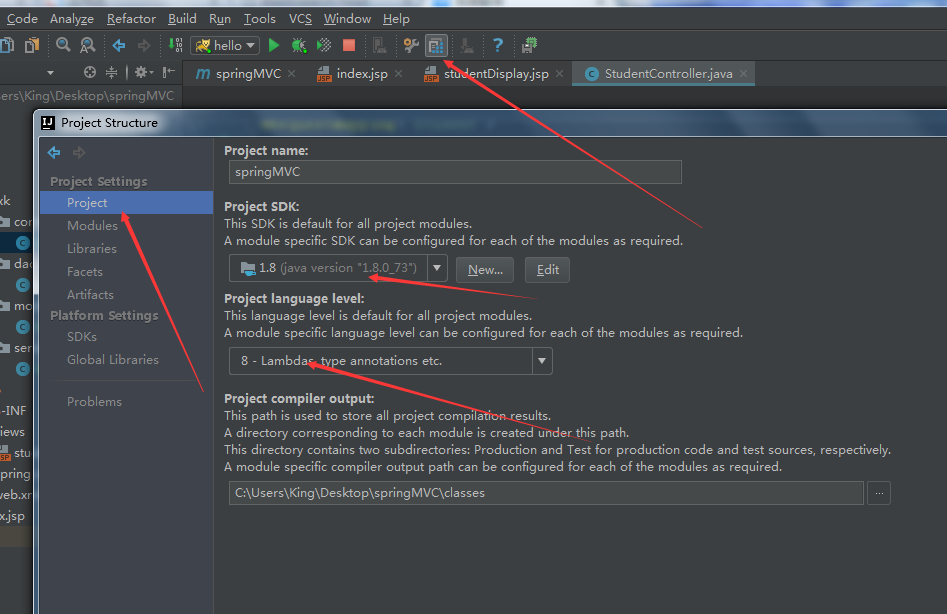 Code Analyze Refactor Build Run Tools VCS Window Help
hello
springMVC index.jsp studentDisplay.jsp StudentController.java
ers\King\Desktop\springMVC
Project Structure
Project Settings
Project
Modules
Libraries
Facets
Artifacts
Platform Settings
SDKs
Global Libraries
Problems
Project name:
springMVC
Project SDK:
This SDK is default for all project modules.
A module specific SDK can be configured for each of the modules as required.
1.8 (java version "1.8.0_73")
New...
Edit
Project language level:
This language level is default for all project modules.
A module specific language level can be configured for each of the modules as required.
8 - Lambdas, type annotations etc.
Project compiler output:
This path is used to store all project compilation results.
A directory corresponding to each module is created under this path.
This directory contains two subdirectories: Production and Test for production code and test sources, respectively.
A module specific compiler output path can be configured for each of the modules as required.
C:\Users\King\Desktop\springMVC\classes
...
xk
con
dao
mo
ser
-INF
iews
stu
pring
veb.xn
x.jsp